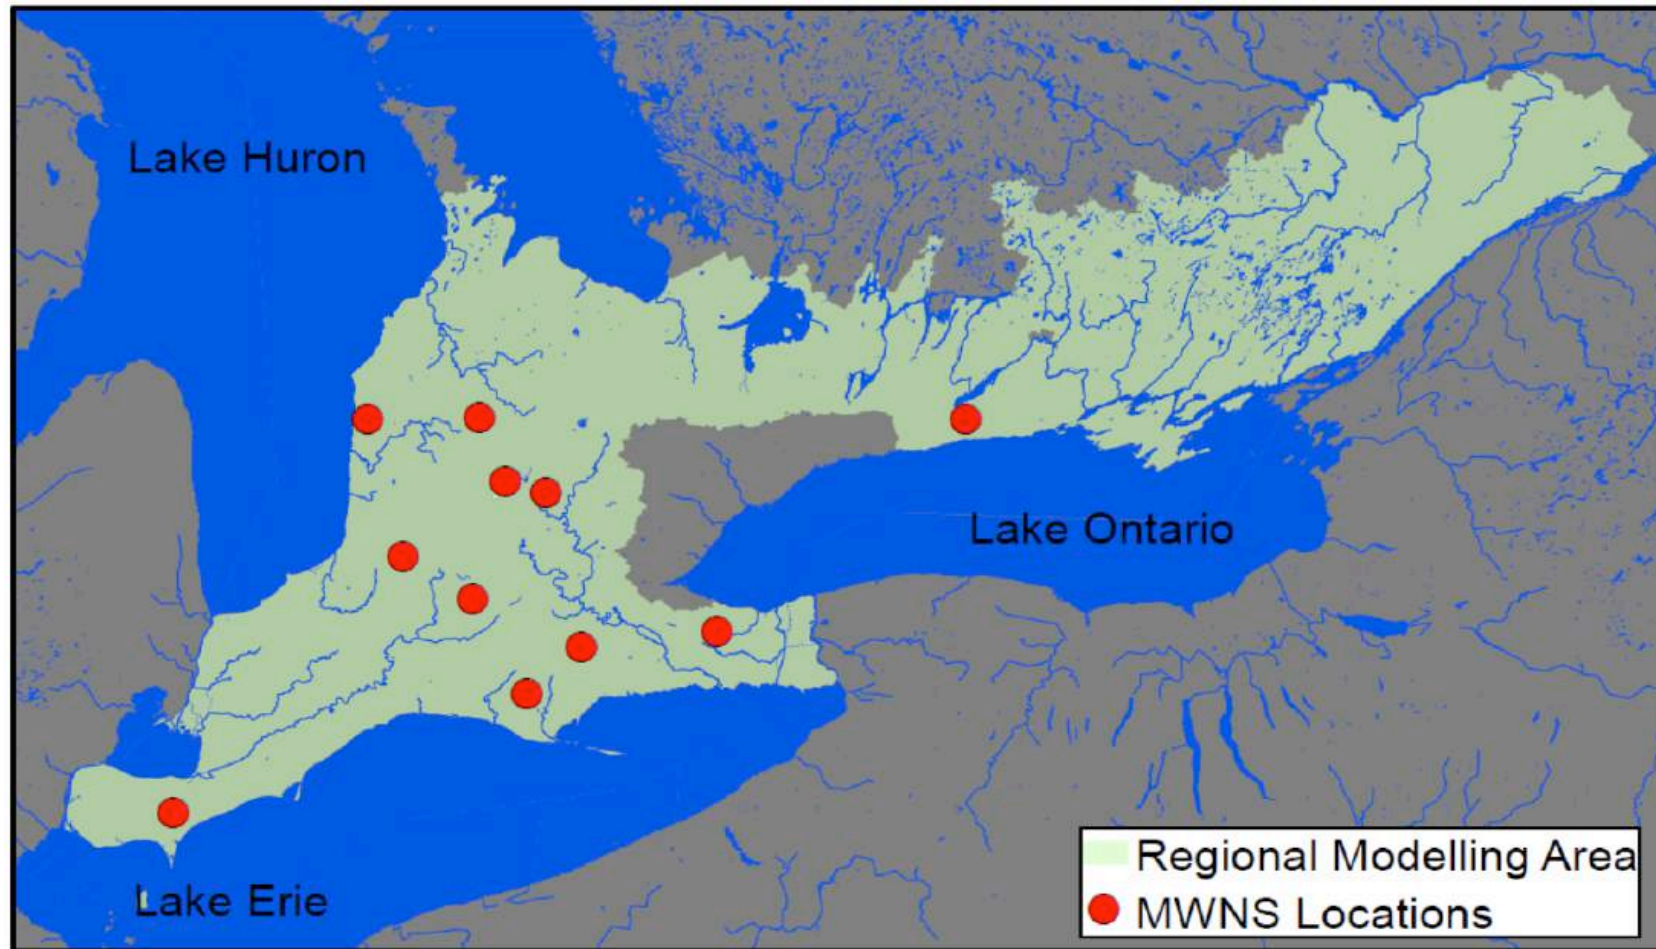 Lake Huron
Lake Ontario
Lake Erie
Regional Modelling Area
MWNS Locations